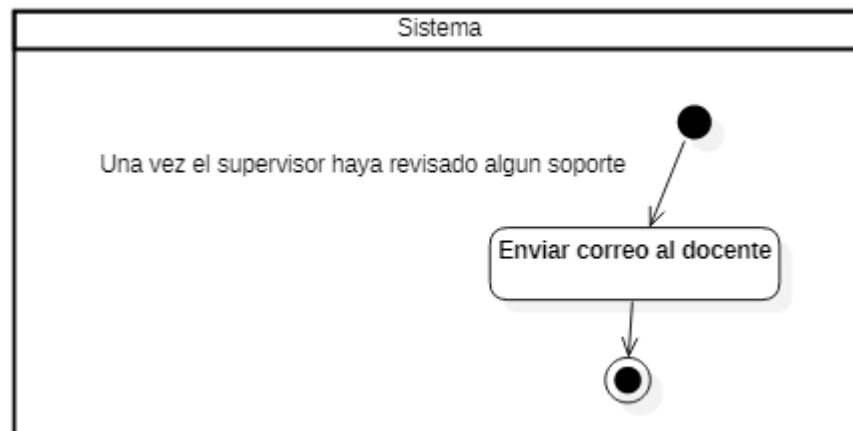 Sistema
Una vez el supervisor haya revisado algun soporte
Enviar correo al docente